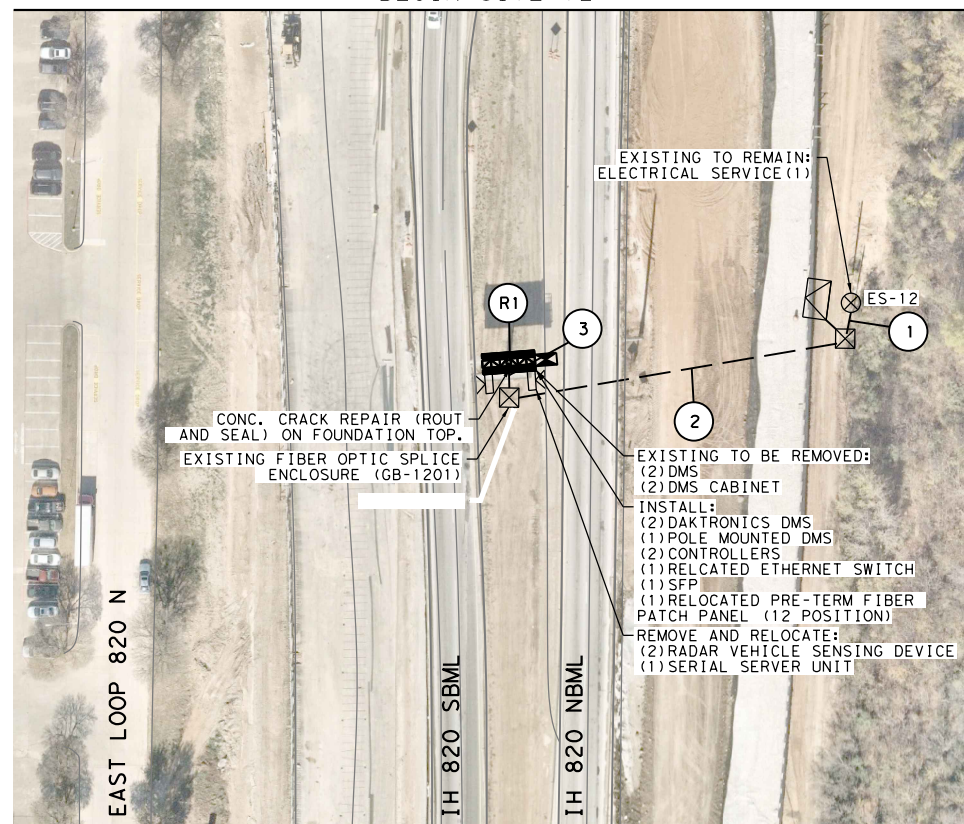 EXISTING TO REMAIN:
ELECTRICAL SERVICE(1)
ES-12
R1
3
1
2
CONC. CRACK REPAIR (ROUT
AND SEAL) ON FOUNDATION TOP.
EXISTING FIBER OPTIC SPLICE
ENCLOSURE (GB-1201)
EXISTING TO BE REMOVED:
(2)DMS
(2)DMS CABINET
INSTALL:
(2)DAKTRONICS DMS
(1)POLE MOUNTED DMS
(2)CONTROLLERS
(1)RELCATED ETHERNET SWITCH
(1)SFP
(1)RELOCATED PRE-TERM FIBER
PATCH PANEL (12 POSITION)
REMOVE AND RELOCATE:
(2)RADAR VEHICLE SENSING DEVICE
(1)SERIAL SERVER UNIT
EAST LOOP 820 N
IH 820 SBML
IH 820 NBML